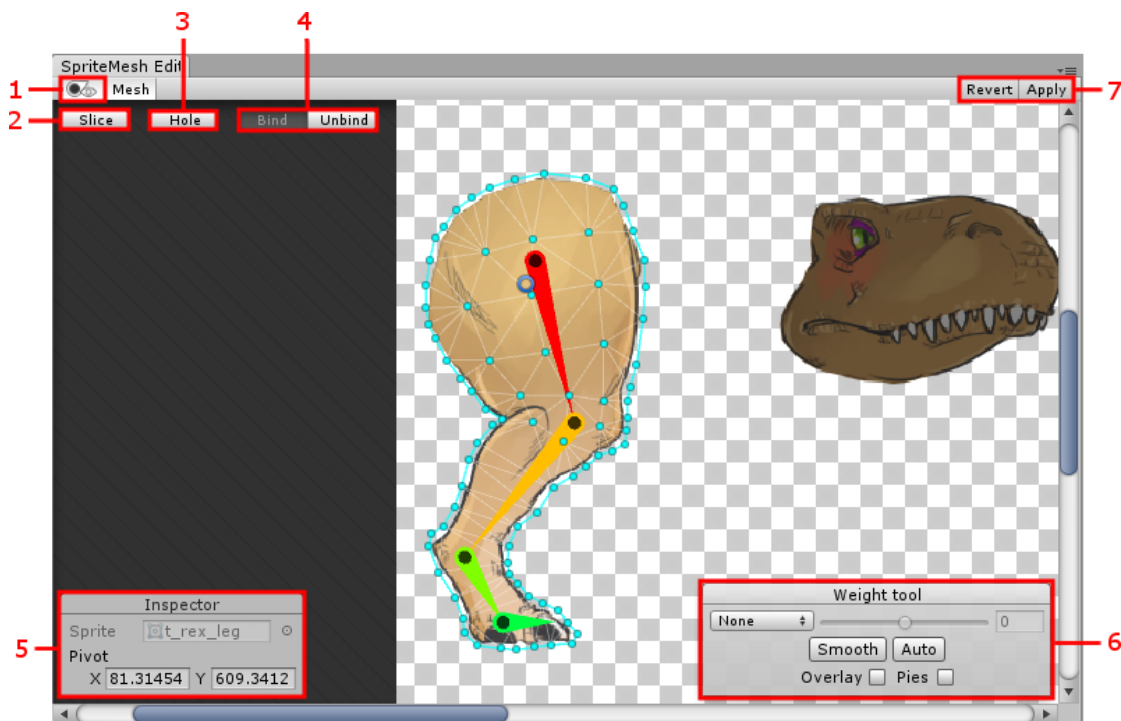 3 4
SpriteMesh Edit
1 Mesh Revert Apply 7
2 Slice Hole Bind Unbind
Inspector
Sprite t_rex_leg
5 Pivot
X 81.31454 Y 609.3412
Weight tool
None 0
Smooth Auto 6
Overlay Pies